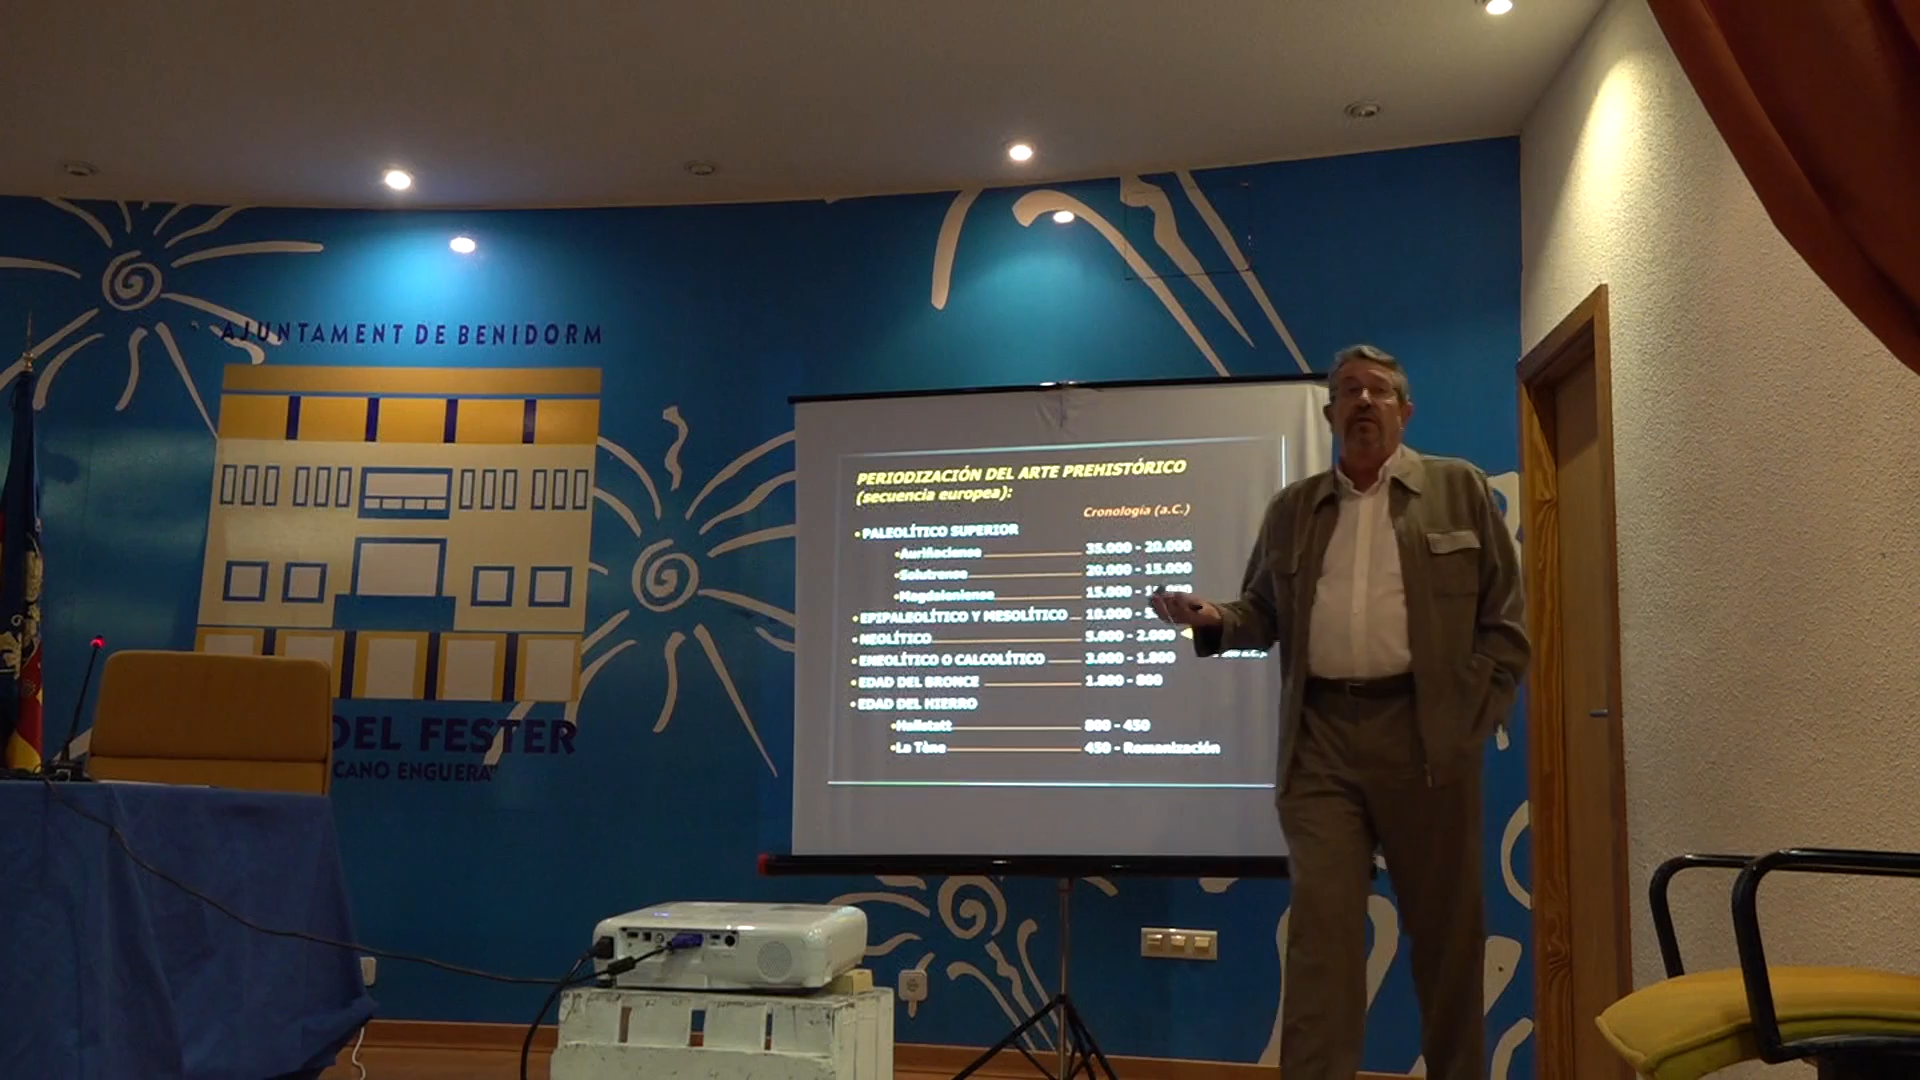 AJUNTAMENT DE BENIDORM
DEL FESTER
CANO ENGUERA"
PERIODIZACIÓN DEL ARTE PREHISTÓRICO
(secuencia europea):
Cronología (a.C.)
• PALEOLÍTICO SUPERIOR
•Auriñaciense 35.000 - 20.000
•Solutrense 20.000 - 15.000
•Magdaleniense 15.000 -
• EPIPALEOLÍTICO Y MESOLÍTICO 10.000 -
• NEOLÍTICO 5.000 - 2.000
• ENEOLÍTICO O CALCOLÍTICO 3.000 - 1.800
• EDAD DEL BRONCE 1.800 - 800
• EDAD DEL HIERRO
•Hallstatt 800 - 450
•La Tène 450 - Romanización